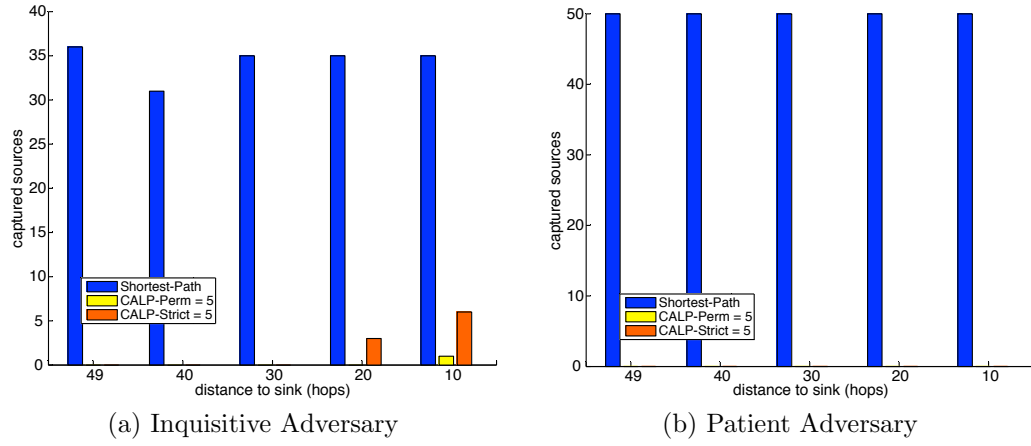 40
35
30
25
20
15
10
5
0
captured sources
Shortest-Path
CALP-Perm = 5
CALP-Strict = 5
49 40 30 20 10
distance to sink (hops)
(a) Inquisitive Adversary
50
40
30
20
10
0
captured sources
Shortest-Path
CALP-Perm = 5
CALP-Strict = 5
49 40 30 20 10
distance to sink (hops)
(b) Patient Adversary